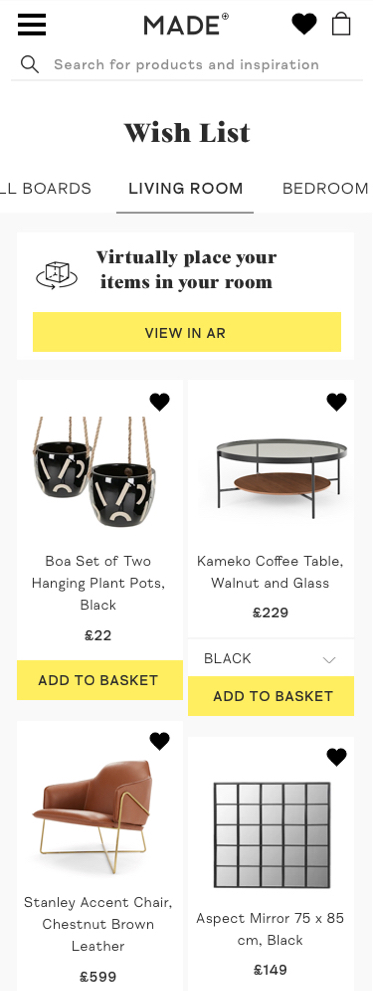 MADE
Search for products and inspiration
Wish List
LL BOARDS
LIVING ROOM
BEDROOM
Virtually place your
items in your room
VIEW IN AR
Boa Set of Two
Hanging Plant Pots,
Black
£22
ADD TO BASKET
Kameko Coffee Table,
Walnut and Glass
£229
BLACK
ADD TO BASKET
Stanley Accent Chair,
Chestnut Brown
Leather
£599
Aspect Mirror 75 x 85
cm, Black
£149